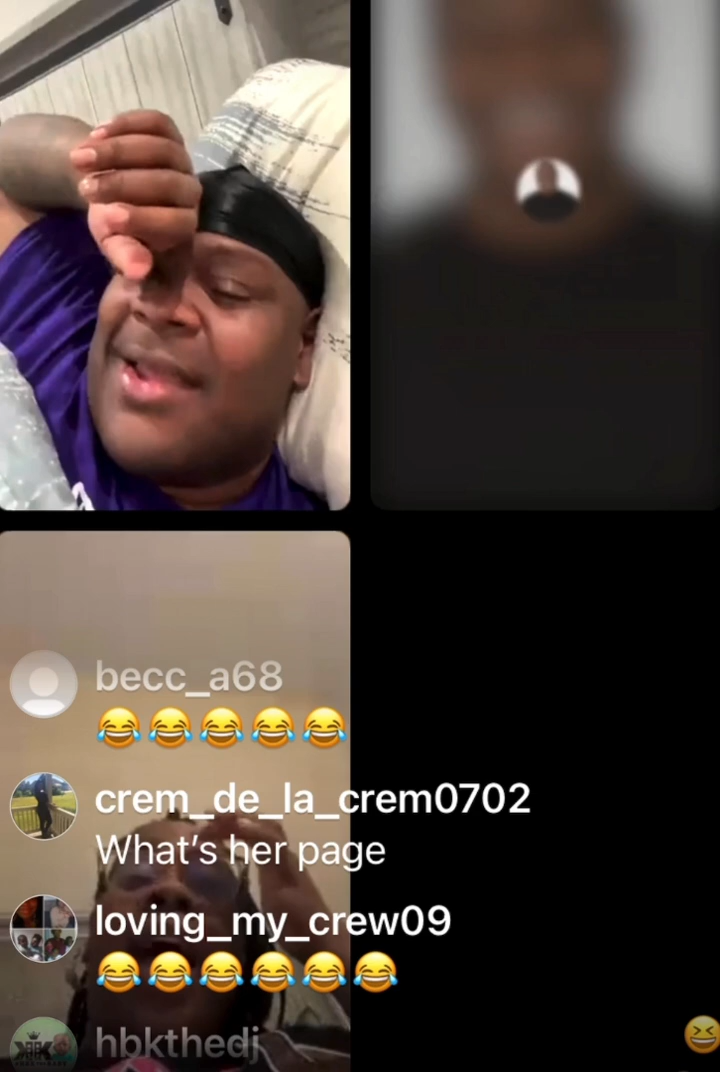 becc_a68
😂😂😂😂😂
crem_de_la_crem0702
What's her page
loving_my_crew09
😂😂😂😂😂😂
hbkthedj